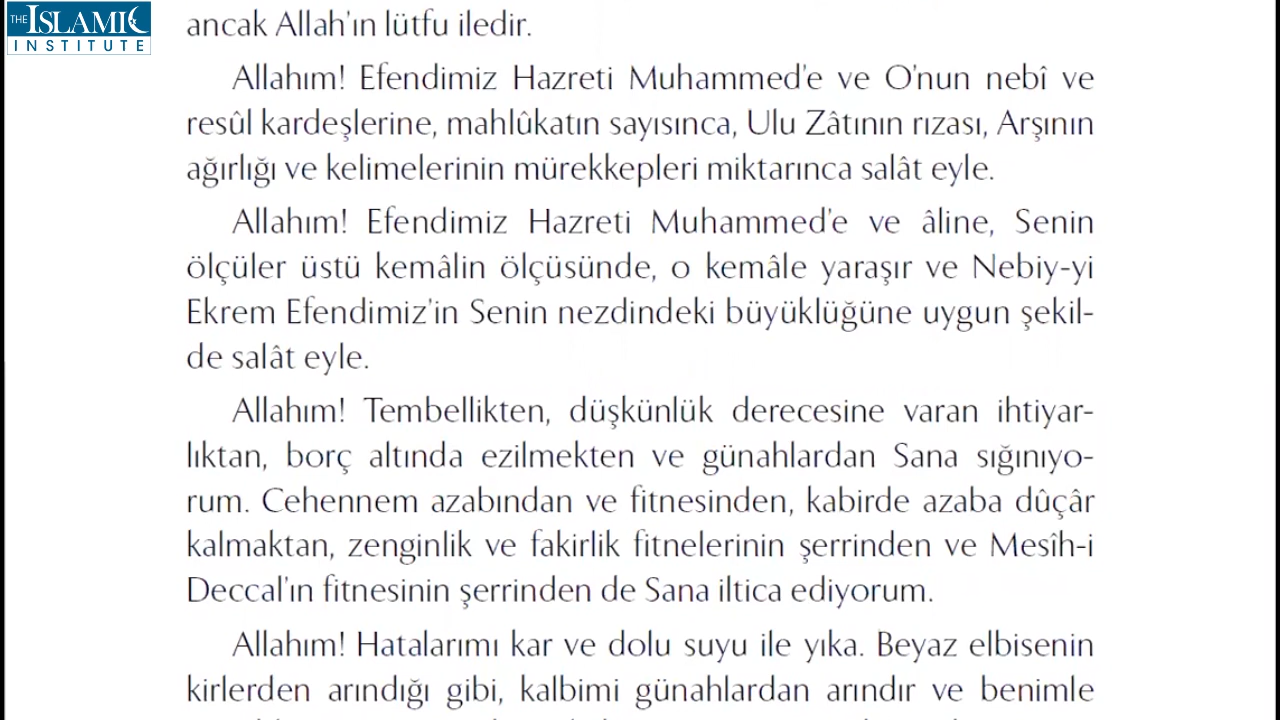 THE ISLAMIC
INSTITUTE
ancak Allah'ın lütfu iledir.
Allahım! Efendimiz Hazreti Muhammed'e ve O'nun nebî ve
resûl kardeşlerine, mahlûkatın sayısınca, Ulu Zâtının rızası, Arşının
ağırlığı ve kelimelerinin mürekkepleri miktarınca salât eyle.
Allahım! Efendimiz Hazreti Muhammed'e ve âline, Senin
ölçüler üstü kemâlin ölçüsünde, o kemâle yaraşır ve Nebiy-yi
Ekrem Efendimiz'in Senin nezdindeki büyüklüğüne uygun şekil-
de salât eyle.
Allahım! Tembellikten, düşkünlük derecesine varan ihtiyar-
lıktan, borç altında ezilmekten ve günahlardan Sana sığınıyo-
rum. Cehennem azabından ve fitnesinden, kabirde azaba dûçâr
kalmaktan, zenginlik ve fakirlik fitnelerinin şerrinden ve Mesîh-i
Deccal'ın fitnesinin şerrinden de Sana iltica ediyorum.
Allahım! Hatalarımı kar ve dolu suyu ile yıka. Beyaz elbisenin
kirlerden arındığı gibi, kalbimi günahlardan arındır ve benimle